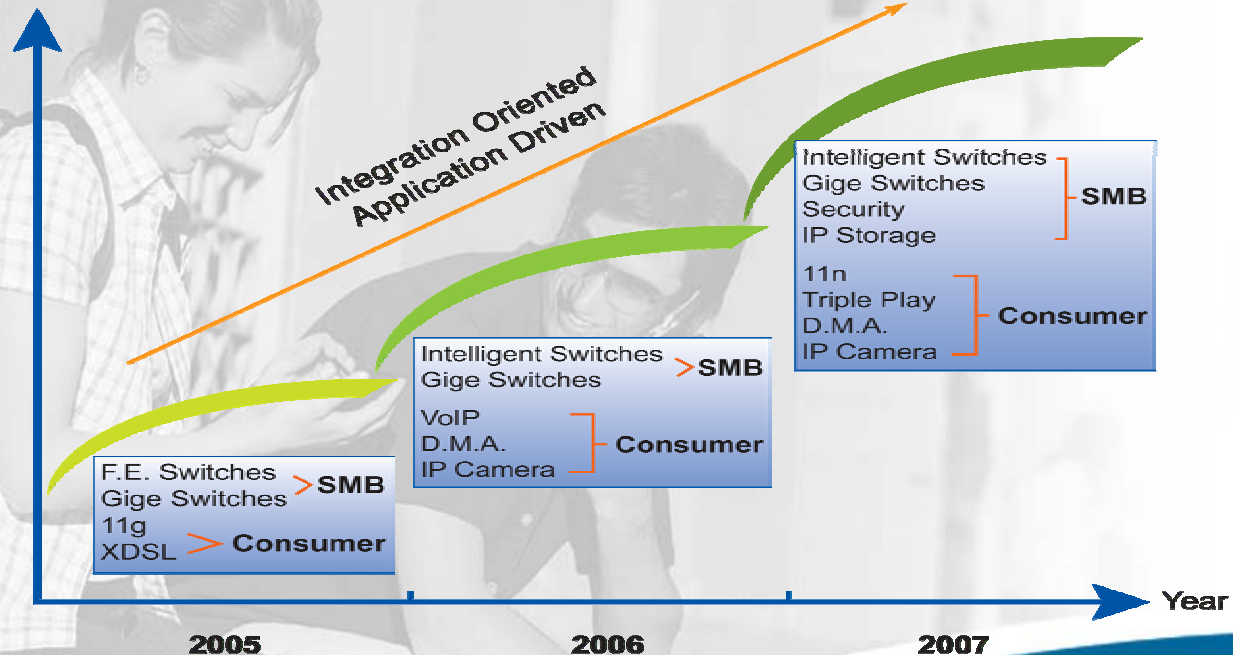 Integration Oriented
Application Driven
F.E. Switches
Gige Switches
SMB
11g
XDSL
Consumer
Intelligent Switches
Gige Switches
SMB
VoIP
D.M.A.
IP Camera
Consumer
Intelligent Switches
Gige Switches
Security
IP Storage
SMB
11n
Triple Play
D.M.A.
IP Camera
Consumer
Year
2005
2006
2007